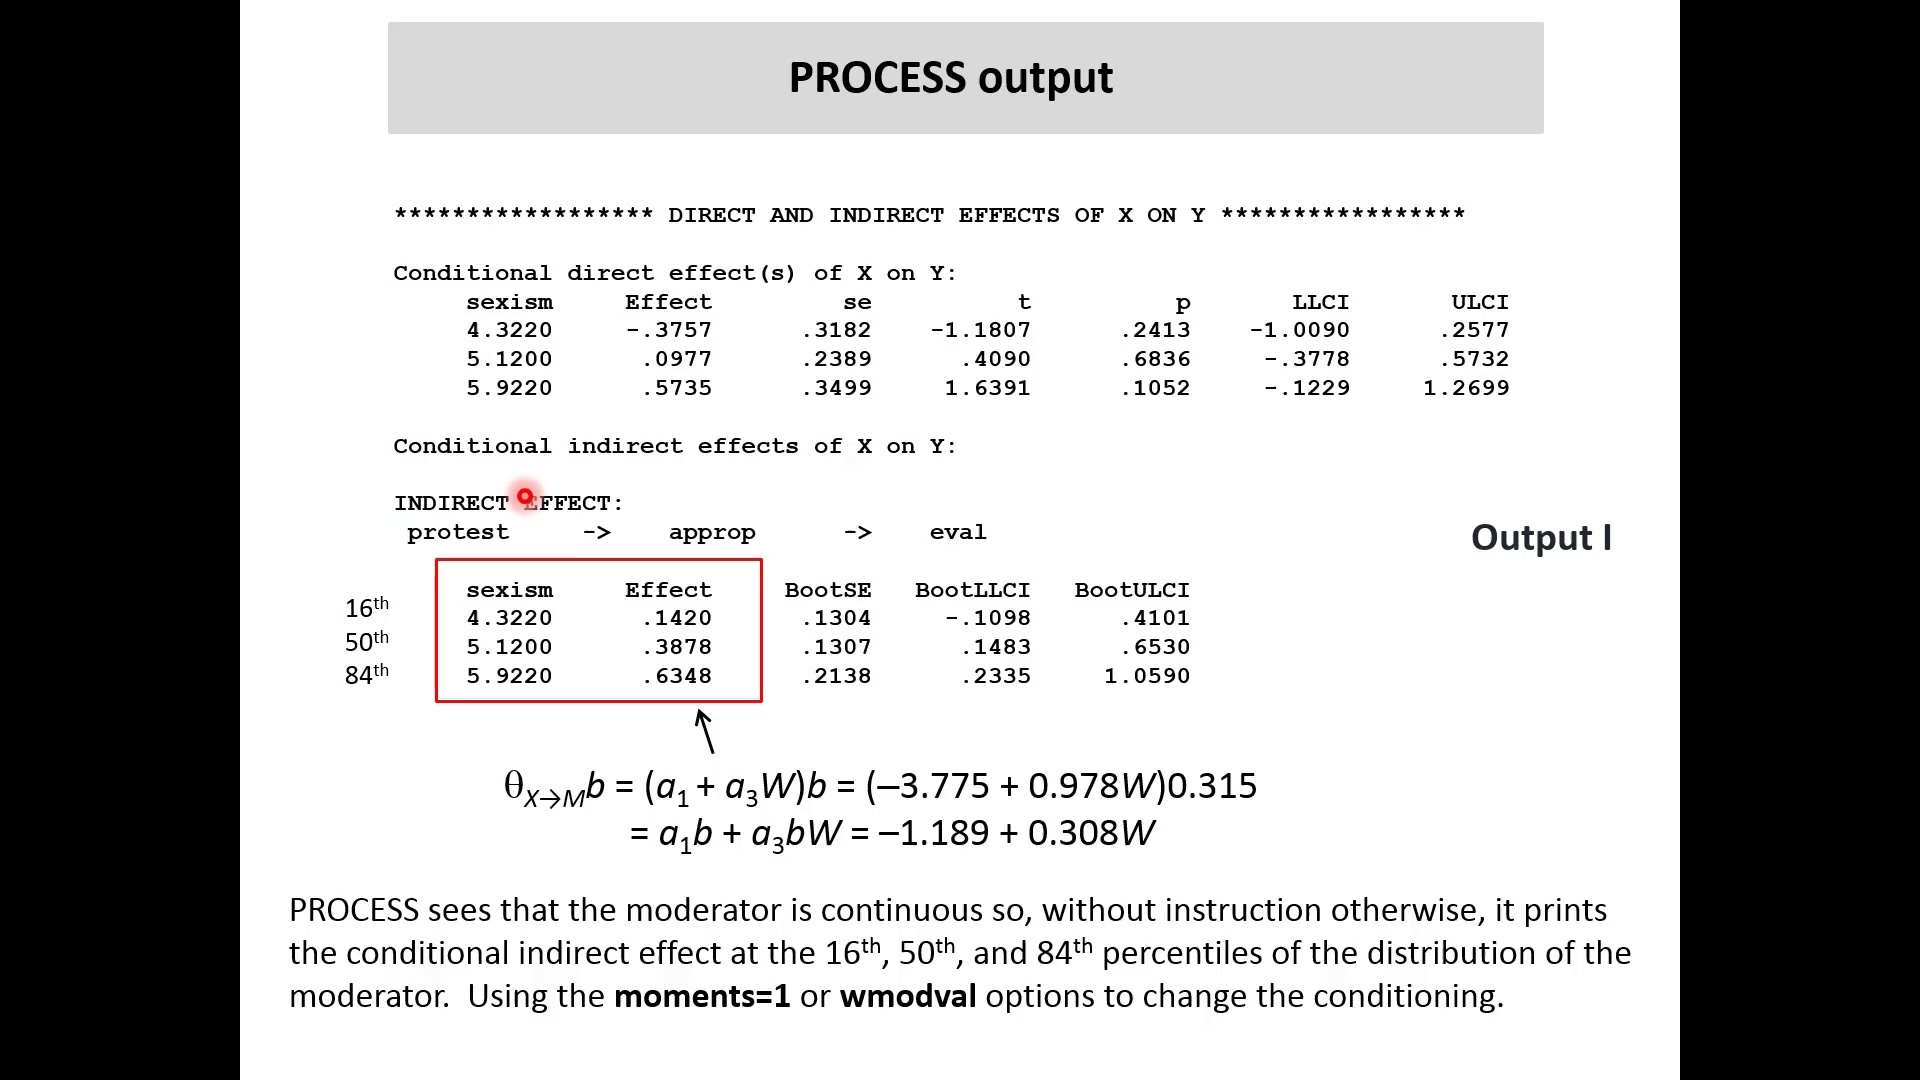 PROCESS output
****************** DIRECT AND INDIRECT EFFECTS OF X ON Y *****************
Conditional direct effect(s) of X on Y:
sexism Effect se t p LLCI ULCI
4.3220 -.3757 .3182 -1.1807 .2413 -1.0090 .2577
5.1200 .0977 .2389 .4090 .6836 -.3778 .5732
5.9220 .5735 .3499 1.6391 .1052 -.1229 1.2699
Conditional indirect effects of X on Y:
INDIRECT EFFECT:
protest -> approp -> eval
Output I
sexism Effect BootSE BootLLCI BootULCI
16th 4.3220 .1420 .1304 -.1098 .4101
50th 5.1200 .3878 .1307 .1483 .6530
84th 5.9220 .6348 .2138 .2335 1.0590
θX→Mb = (a1 + a3W)b = (–3.775 + 0.978W)0.315
= a1b + a3bW = –1.189 + 0.308W
PROCESS sees that the moderator is continuous so, without instruction otherwise, it prints
the conditional indirect effect at the 16th, 50th, and 84th percentiles of the distribution of the
moderator. Using the moments=1 or wmodval options to change the conditioning.